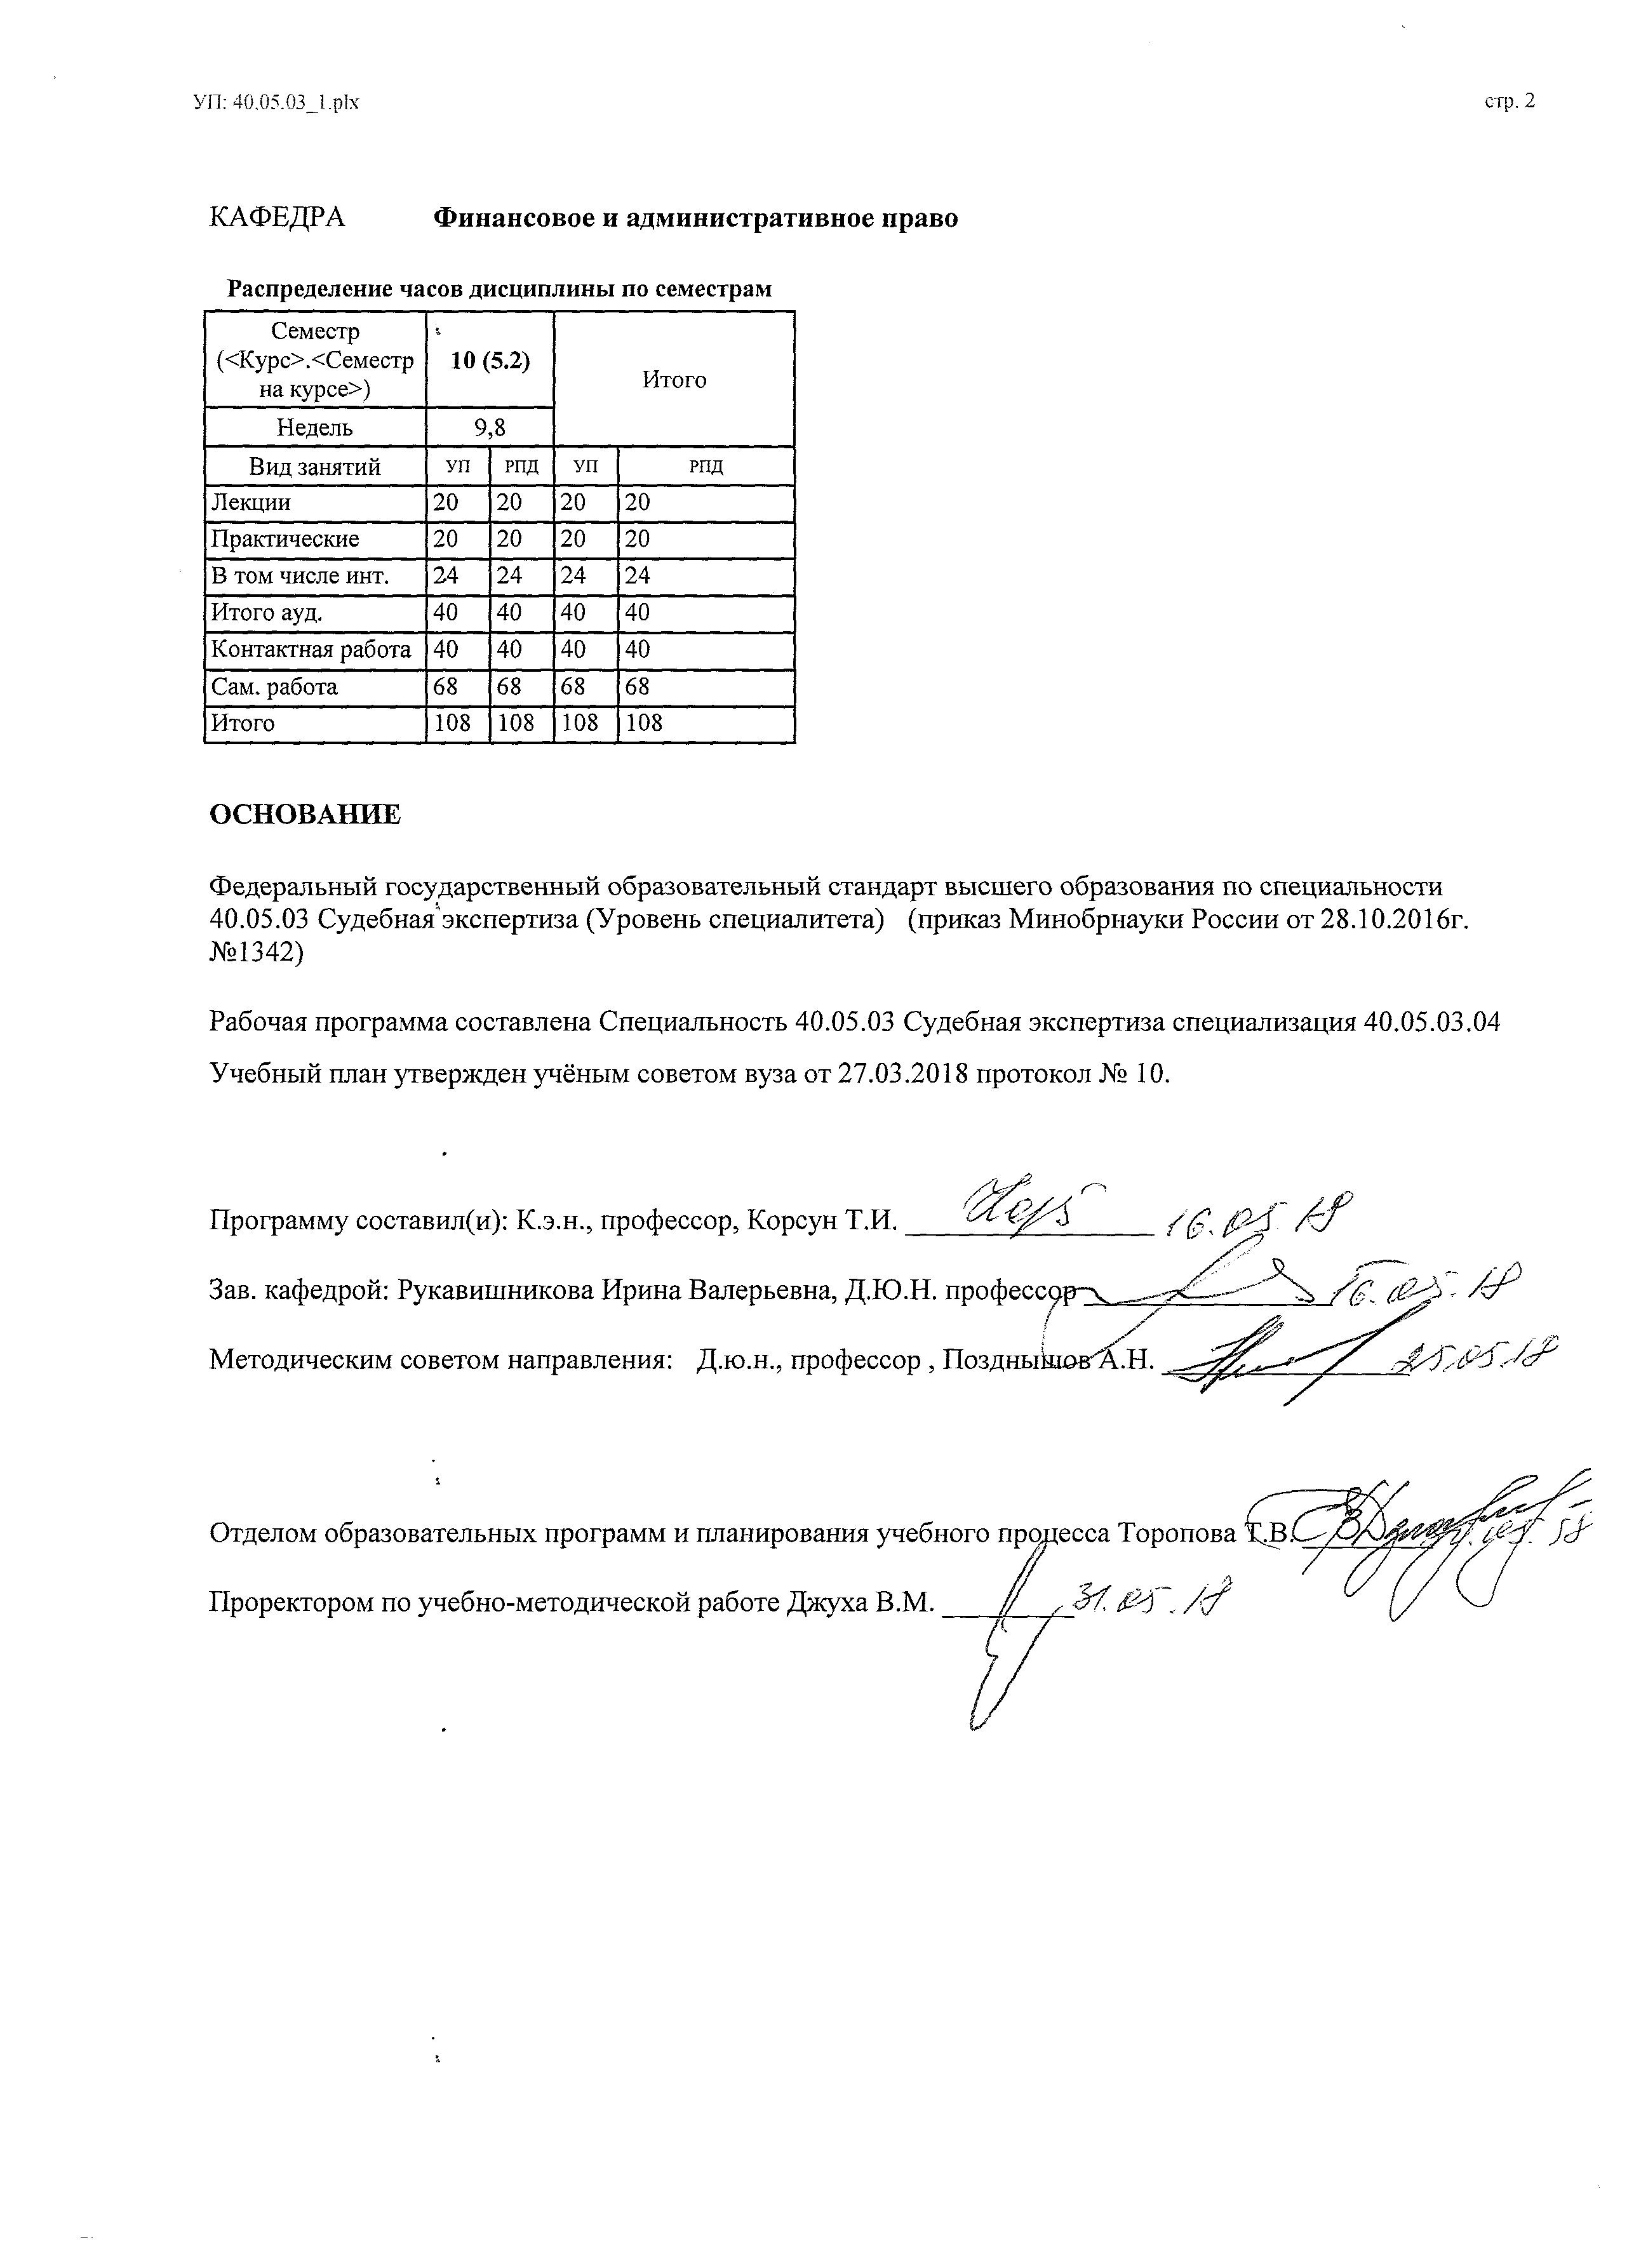 УП: 40.05.03_1.plx стр. 2
КАФЕДРА Финансовое и административное право
Распределение часов дисциплины по семестрам
Семестр
(<Курс>.<Семестр
на курсе>) 10 (5.2) Итого
Недель 9,8
Вид занятий УП РПД УП РПД
Лекции 20 20 20 20
Практические 20 20 20 20
В том числе инт. 24 24 24 24
Итого ауд. 40 40 40 40
Контактная работа 40 40 40 40
Сам. работа 68 68 68 68
Итого 108 108 108 108
ОСНОВАНИЕ
Федеральный государственный образовательный стандарт высшего образования по специальности
40.05.03 Судебная экспертиза (Уровень специалитета) (приказ Минобрнауки России от 28.10.2016г.
№1342)
Рабочая программа составлена Специальность 40.05.03 Судебная экспертиза специализация 40.05.03.04
Учебный план утвержден учёным советом вуза от 27.03.2018 протокол № 10.
Программу составил(и): К.э.н., профессор, Корсун Т.И. 16.05.18
Зав. кафедрой: Рукавишникова Ирина Валерьевна, Д.Ю.Н. профессор 16.05.18
Методическим советом направления: Д.ю.н., профессор , Позднышов А.Н. 25.05.18
Отделом образовательных программ и планирования учебного процесса Торопова Т.В.
Проректором по учебно-методической работе Джуха В.М. 31.05.18